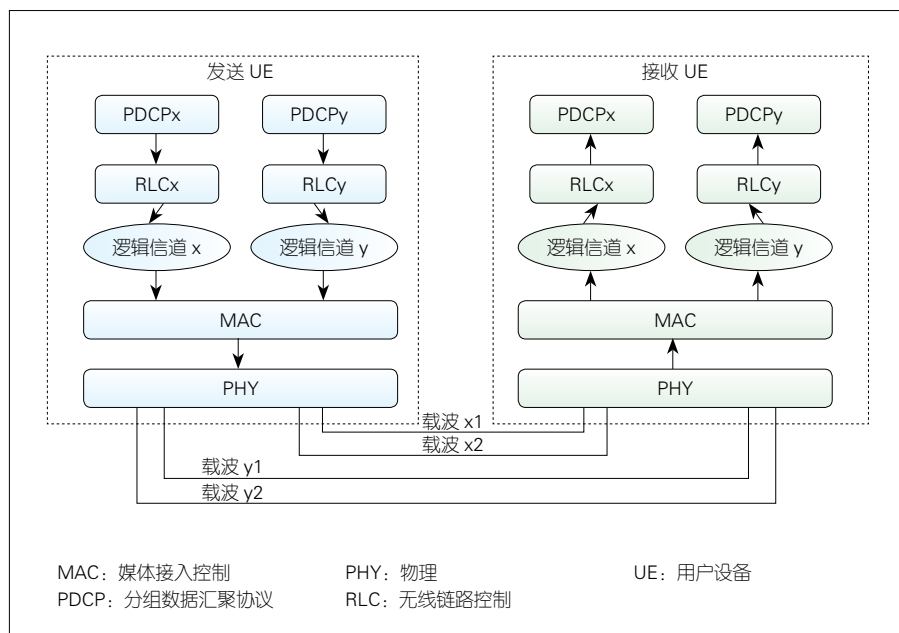 发送 UE
接收 UE
PDCPx
PDCPy
PDCPx
PDCPy
RLCx
RLCy
RLCx
RLCy
逻辑信道 x
逻辑信道 y
逻辑信道 x
逻辑信道 y
MAC
MAC
PHY
PHY
载波 x1
载波 x2
载波 y1
载波 y2
MAC：媒体接入控制
PHY：物理
UE：用户设备
PDCP：分组数据汇聚协议
RLC：无线链路控制